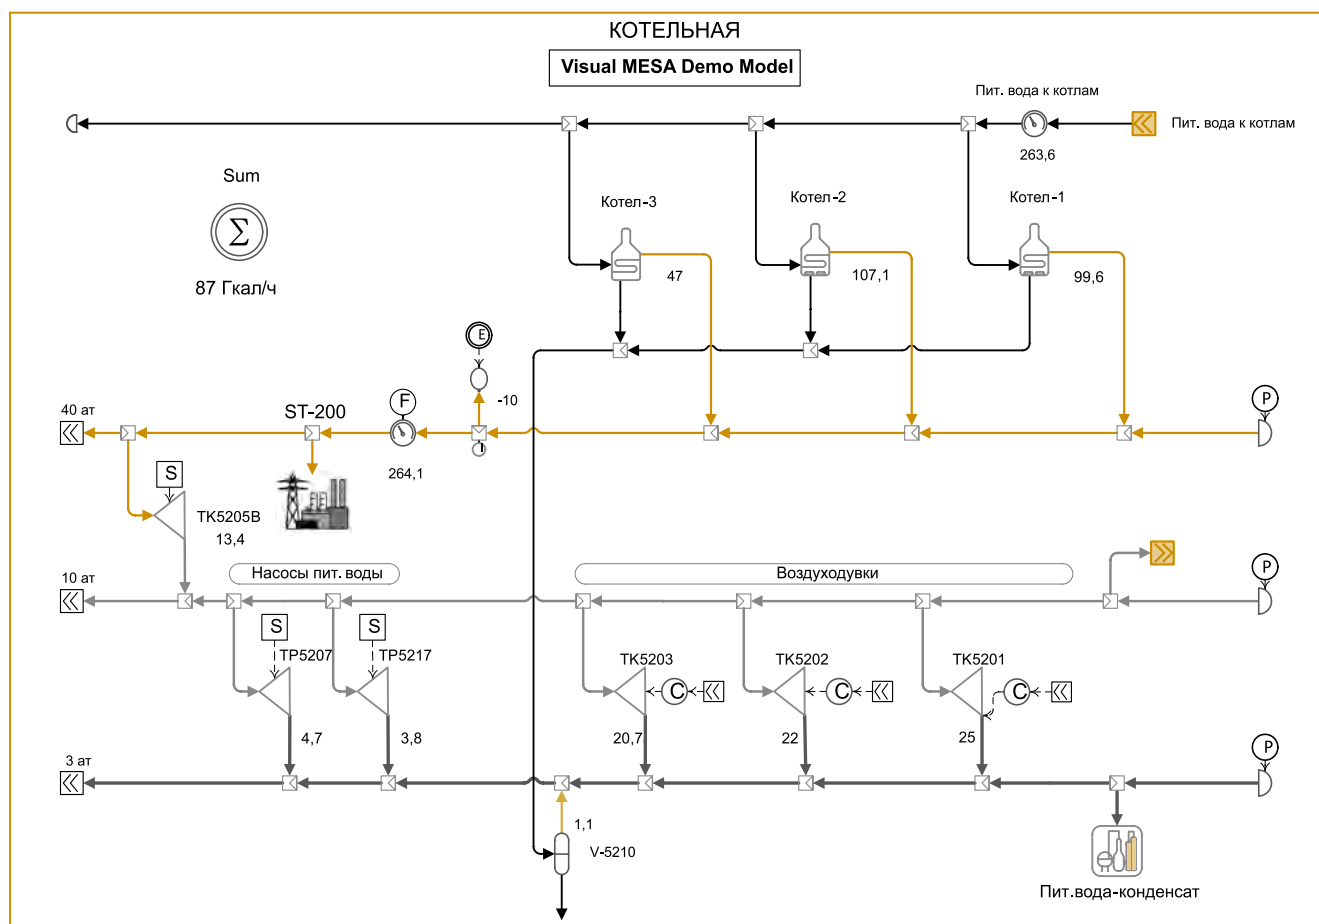 КОТЕЛЬНАЯ
Visual MESA Demo Model
Пит. вода к котлам
Пит. вода к котлам
263,6
Sum
Σ
87 Гкал/ч
Котел-3
Котел-2
Котел-1
47
107,1
99,6
E
-10
40 ат
ST-200
F
P
264,1
S
TK5205B
13,4
10 ат
Насосы пит. воды
Воздуходувки
P
S
S
TP5207
TP5217
TK5203
TK5202
TK5201
C
C
C
4,7
3,8
20,7
22
25
3 ат
P
1,1
V-5210
Пит.вода-конденсат